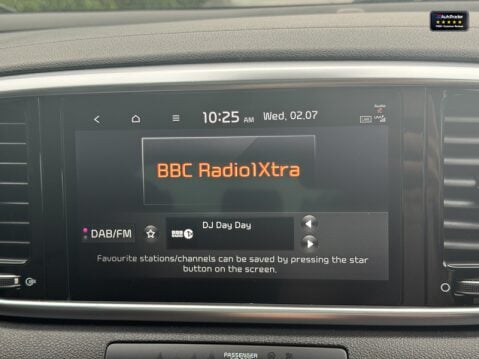 AutoTrader
10:25 AM Wed, 02.07
BBC Radio1Xtra
DAB/FM
DJ Day Day
Favourite stations/channels can be saved by pressing the star
button on the screen.
PASSENGER